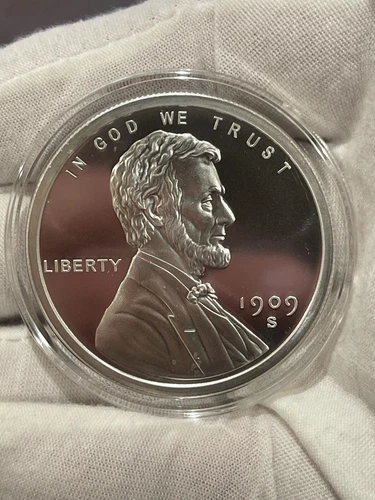 IN GOD WE TRUST
LIBERTY
1909
S